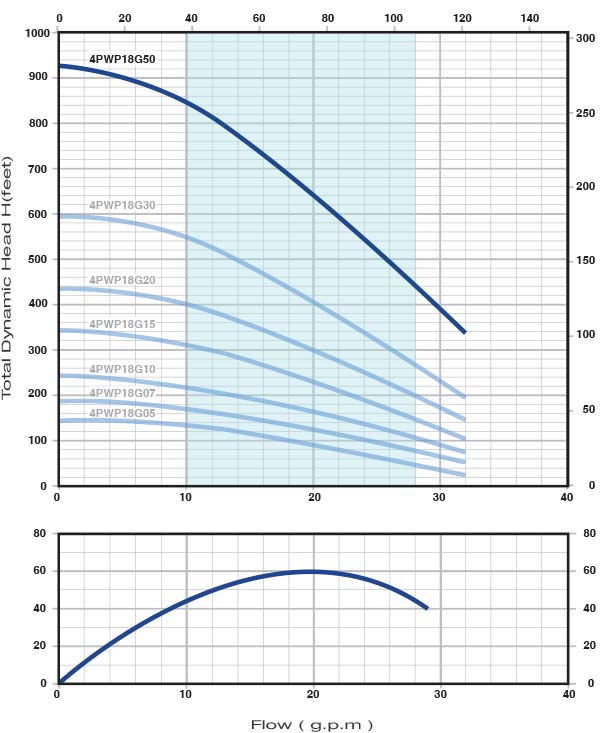 0 20 40 60 80 100 120 140
1000
300
4PWP18G50
900
250
800
700
200
4PWP18G30
600
500
150
4PWP18G20
400
4PWP18G15
100
300
4PWP18G10
4PWP18G07
200
4PWP18G05
50
100
0
0
0 10 20 30 40
Total Dynamic Head H(feet)
80 80
60 60
40 40
20 20
0 0
0 10 20 30 40
Flow ( g.p.m )